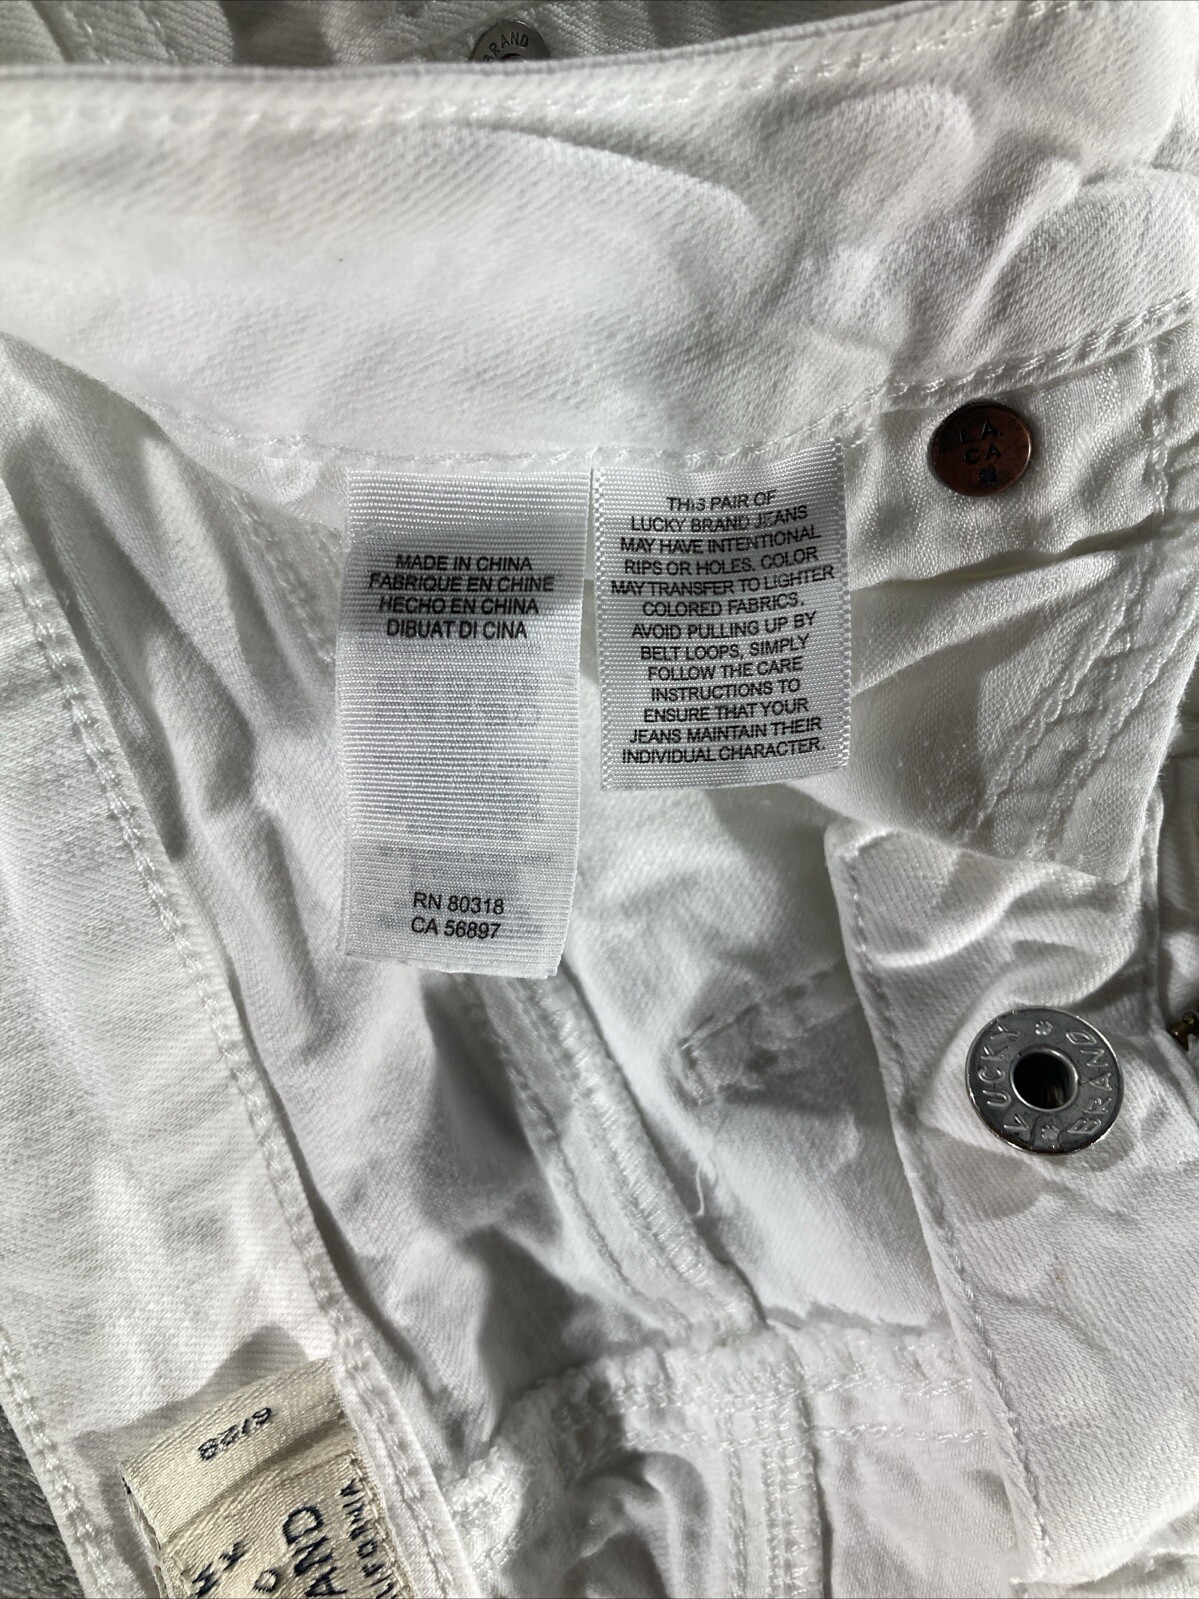 BRAND
L.A.
CA
MADE IN CHINA
FABRIQUE EN CHINE
HECHO EN CHINA
DIBUAT DI CINA
RN 80318
CA 56897
THIS PAIR OF
LUCKY BRAND JEANS
MAY HAVE INTENTIONAL
RIPS OR HOLES. COLOR
MAY TRANSFER TO LIGHTER
COLORED FABRICS.
AVOID PULLING UP BY
BELT LOOPS, SIMPLY
FOLLOW THE CARE
INSTRUCTIONS TO
ENSURE THAT YOUR
JEANS MAINTAIN THEIR
INDIVIDUAL CHARACTER.
LUCKY BRAND
6/28